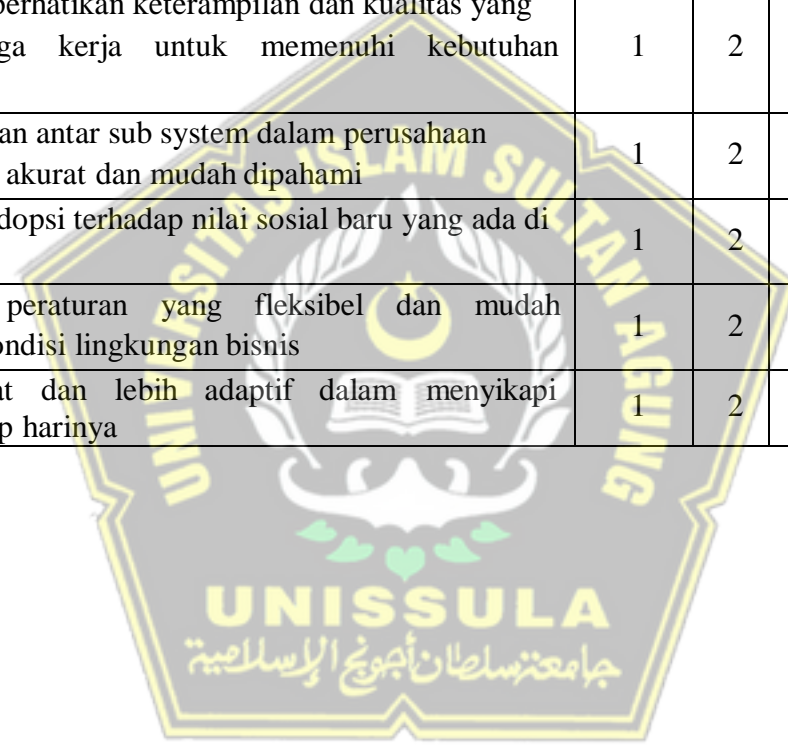 perhatikan keterampilan dan kualitas yang
ga kerja untuk memenuhi kebutuhan
1 2
an antar sub system dalam perusahaan
akurat dan mudah dipahami
1 2
dopsi terhadap nilai sosial baru yang ada di
1 2
peraturan yang fleksibel dan mudah
ondisi lingkungan bisnis
1 2
at dan lebih adaptif dalam menyikapi
p harinya
1 2
UNIVERSITAS ISLAM SULTAN AGUNG
UNISSULA
جامعة سلطان أجونج الإسلامية